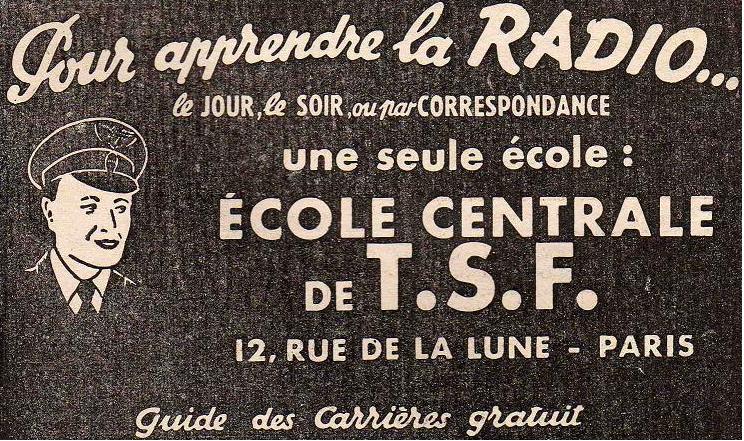 Pour apprendre la RADIO...
le JOUR, le SOIR, ou par CORRESPONDANCE
une seule école :
ÉCOLE CENTRALE
DE T.S.F.
12, RUE DE LA LUNE - PARIS
Guide des Carrières gratuit